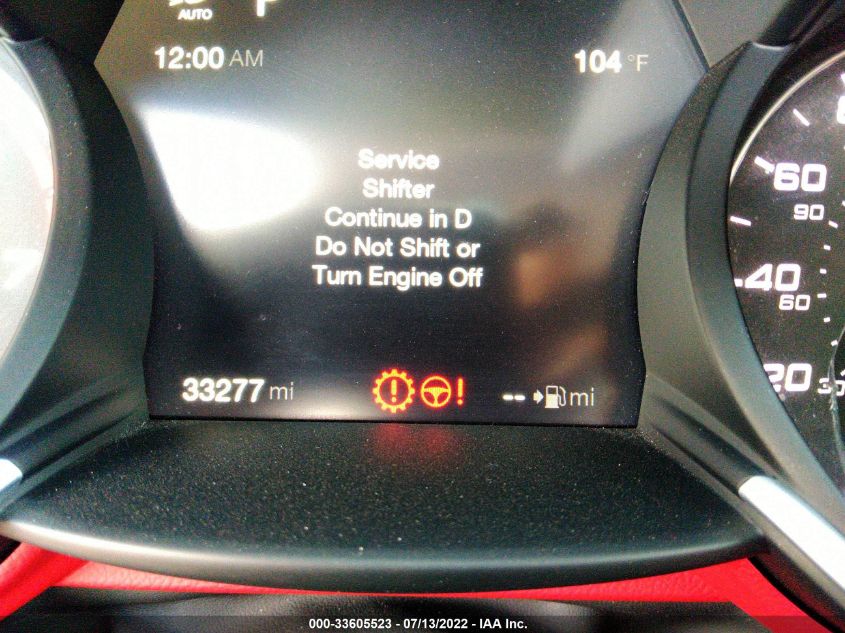 AUTO P
12:00 AM 104 °F
Service
Shifter
Continue in D
Do Not Shift or
Turn Engine Off
33277 mi -- mi
60
90
40
60
20
30
000-33605523 - 07/13/2022 - IAA Inc.